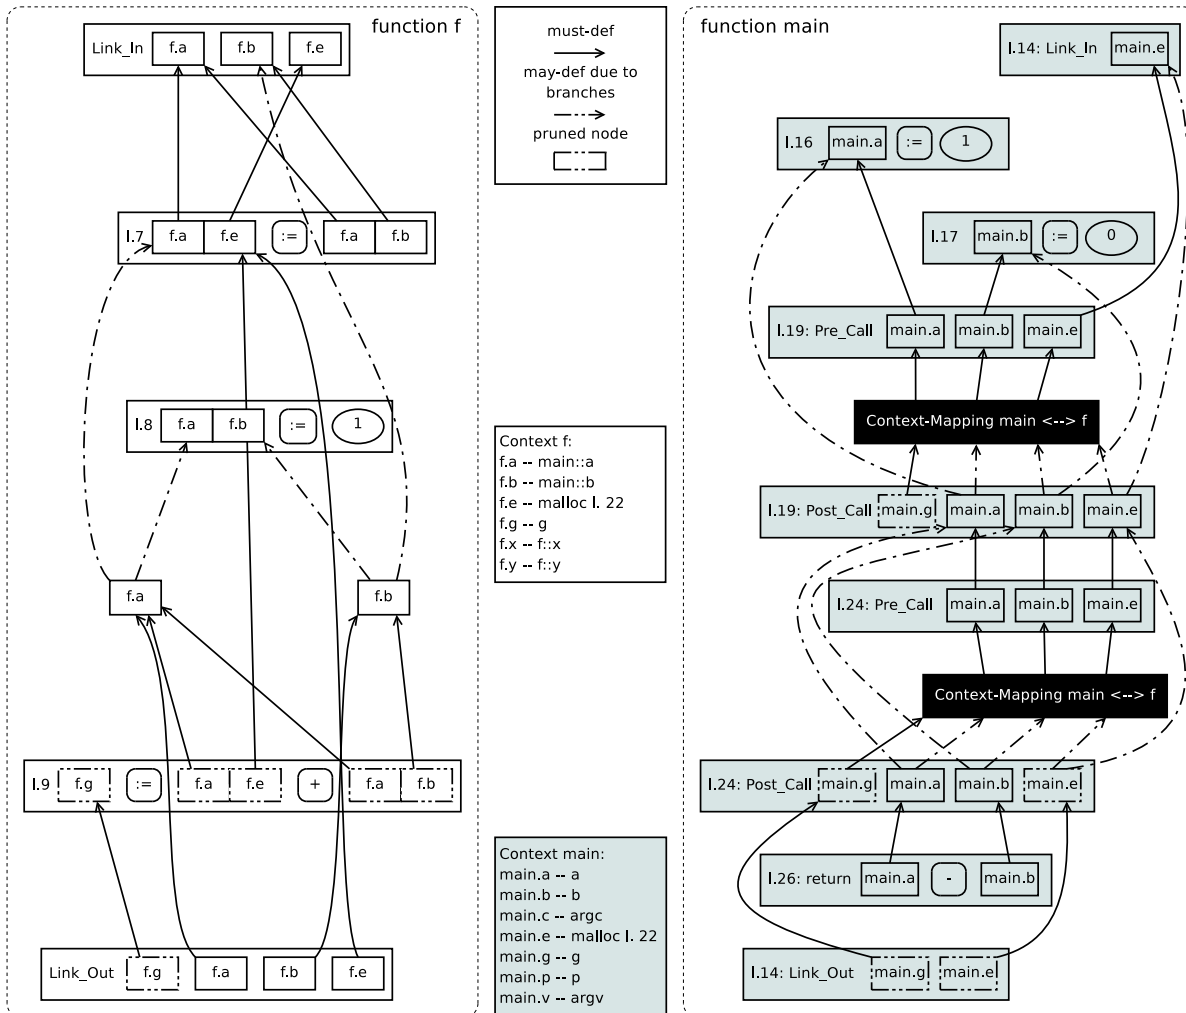 function f
Link_In f.a f.b f.e
l.7 f.a f.e := f.a f.b
l.8 f.a f.b := 1
f.a f.b
l.9 f.g := f.a f.e + f.a f.b
Link_Out f.g f.a f.b f.e
must-def
may-def due to
branches
pruned node
Context f:
f.a -- main::a
f.b -- main::b
f.e -- malloc l. 22
f.g -- g
f.x -- f::x
f.y -- f::y
Context main:
main.a -- a
main.b -- b
main.c -- argc
main.e -- malloc l. 22
main.g -- g
main.p -- p
main.v -- argv
function main
l.14: Link_In main.e
l.16 main.a := 1
l.17 main.b := 0
l.19: Pre_Call main.a main.b main.e
Context-Mapping main <--> f
l.19: Post_Call main.g main.a main.b main.e
l.24: Pre_Call main.a main.b main.e
Context-Mapping main <--> f
l.24: Post_Call main.g main.a main.b main.e
l.26: return main.a - main.b
l.14: Link_Out main.g main.e